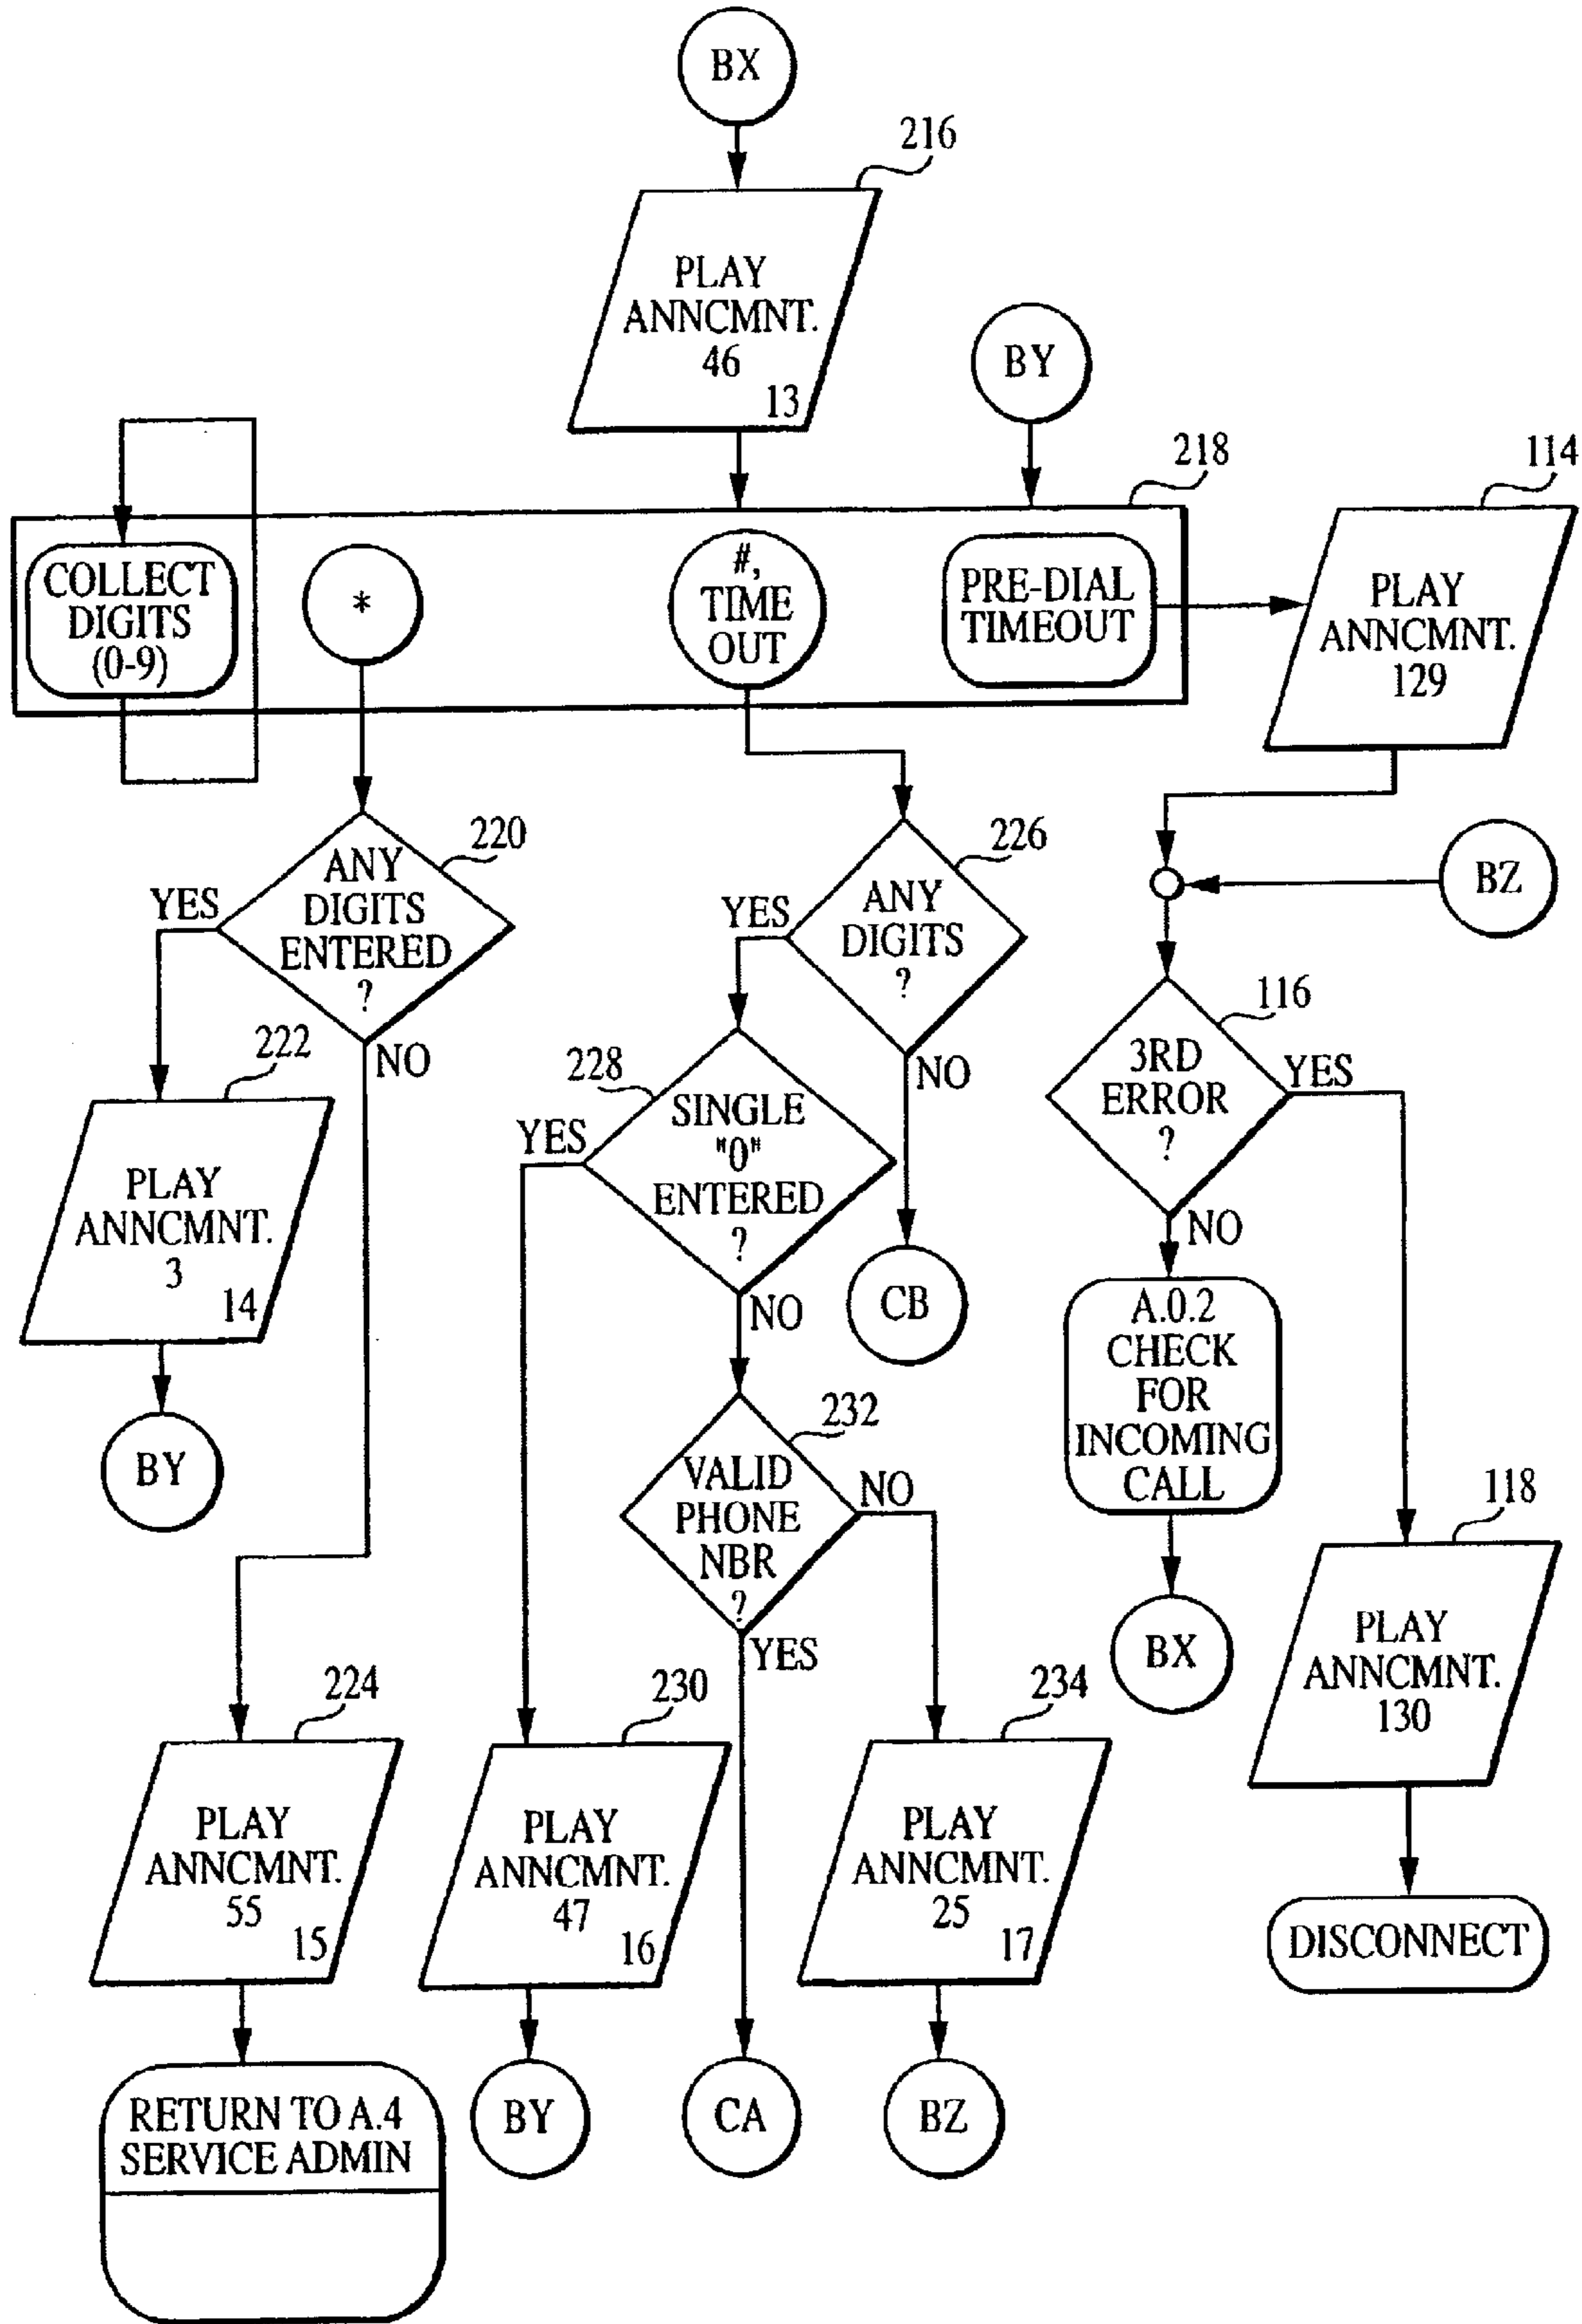 BX
216
PLAY
ANNCMNT.
46
13
BY
218
114
COLLECT
DIGITS
(0-9)
*
#,
TIME
OUT
PRE-DIAL
TIMEOUT
PLAY
ANNCMNT.
129
220
ANY
DIGITS
ENTERED
?
YES
NO
226
ANY
DIGITS
?
YES
NO
BZ
222
PLAY
ANNCMNT.
3
14
BY
228
SINGLE
"0"
ENTERED
?
YES
NO
CB
116
3RD
ERROR
?
YES
NO
A.0.2
CHECK
FOR
INCOMING
CALL
BX
232
VALID
PHONE
NBR
?
NO
YES
118
PLAY
ANNCMNT.
130
DISCONNECT
224
PLAY
ANNCMNT.
55
15
RETURN TO A.4
SERVICE ADMIN
230
PLAY
ANNCMNT.
47
16
BY
CA
234
PLAY
ANNCMNT.
25
17
BZ